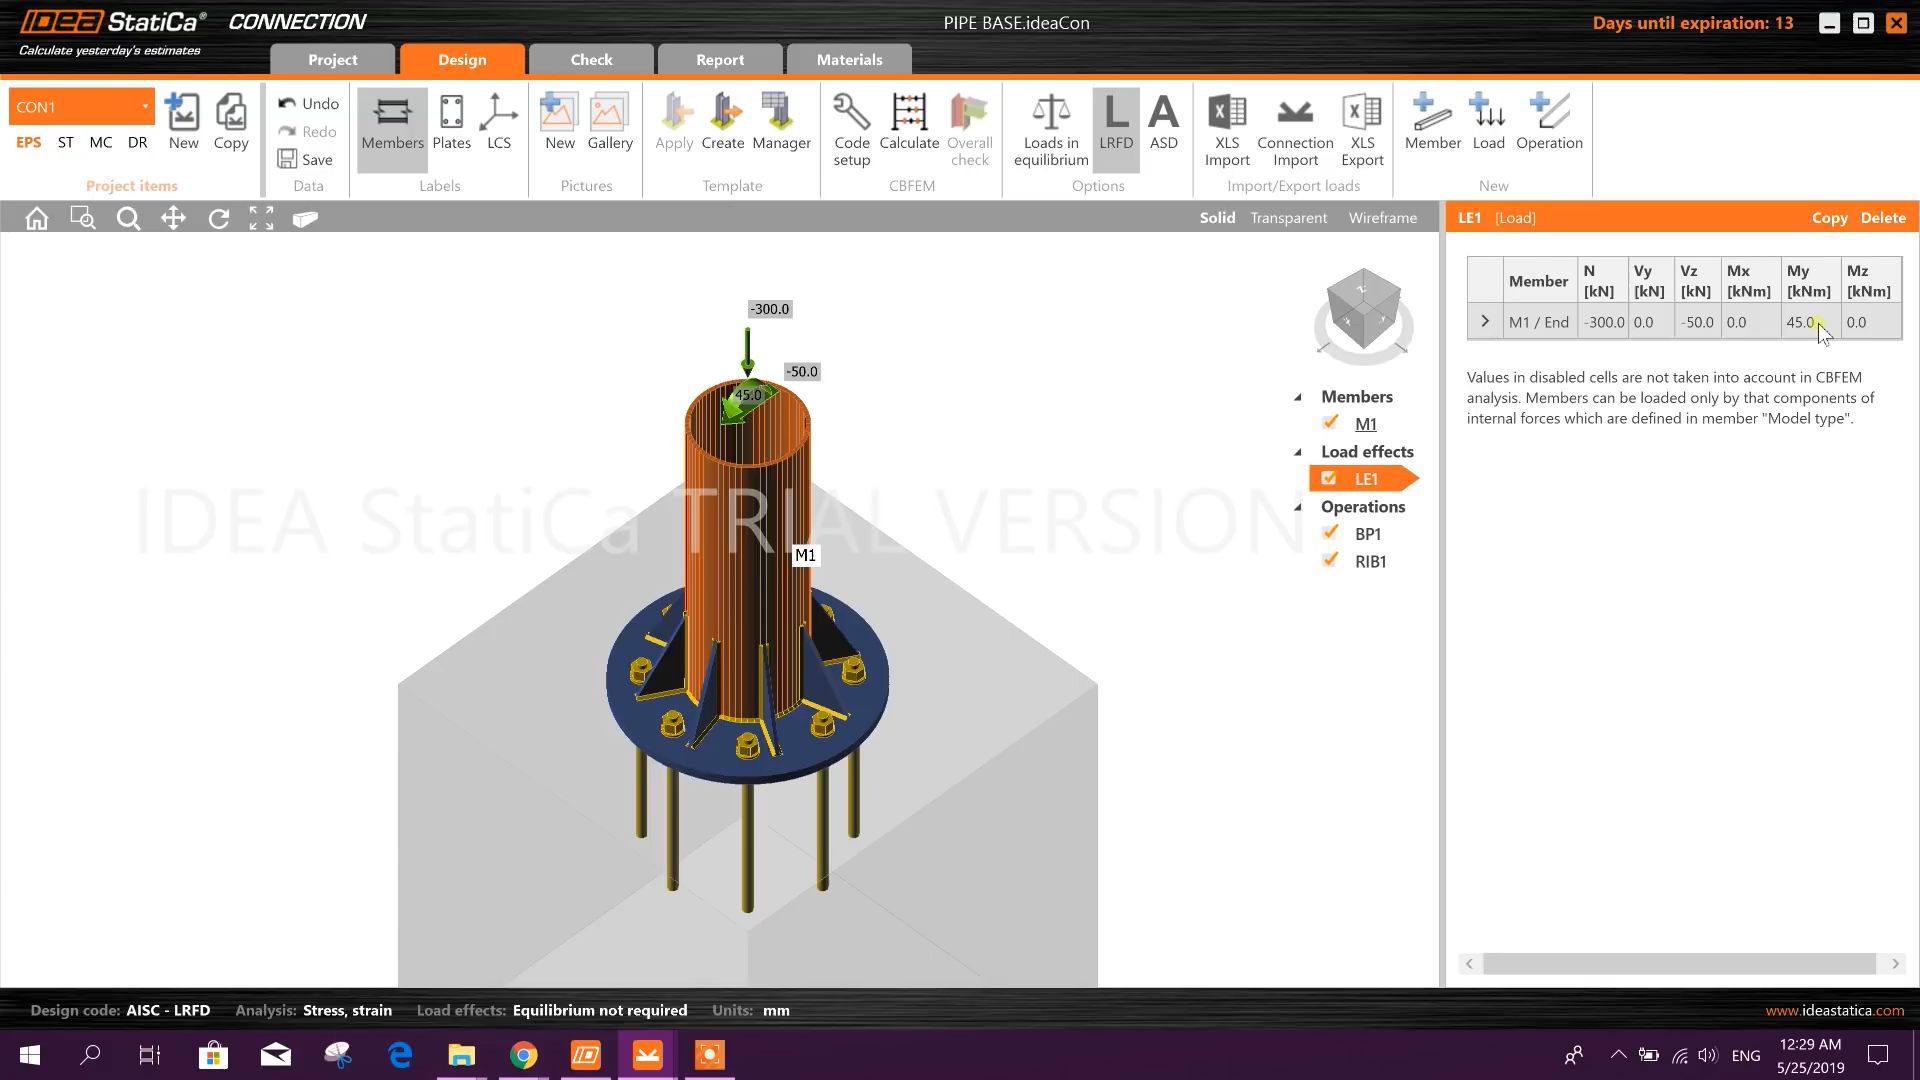 IDEA StatiCa® CONNECTION
Calculate yesterday's estimates
PIPE BASE.ideaCon
Days until expiration: 13
Project
Design
Check
Report
Materials
CON1
EPS ST MC DR
New
Copy
Project items
Undo
Redo
Save
Data
Members
Plates
LCS
Labels
New
Gallery
Pictures
Apply
Create
Manager
Template
Code setup
Calculate
Overall check
CBFEM
Loads in equilibrium
LRFD
ASD
Options
XLS Import
Connection Import
XLS Export
Import/Export loads
Member
Load
Operation
New
Solid Transparent Wireframe
LE1 [Load]
Copy Delete
Member N [kN] Vy [kN] Vz [kN] Mx [kNm] My [kNm] Mz [kNm]
M1 / End -300.0 0.0 -50.0 0.0 45.0 0.0
Values in disabled cells are not taken into account in CBFEM
analysis. Members can be loaded only by that components of
internal forces which are defined in member "Model type".
-300.0
-50.0
45.0
M1
IDEA StatiCa TRIAL VERSION
Members
M1
Load effects
LE1
Operations
BP1
RIB1
Design code: AISC - LRFD Analysis: Stress, strain Load effects: Equilibrium not required Units: mm
www.ideastatica.com
ENG
12:29 AM
5/25/2019